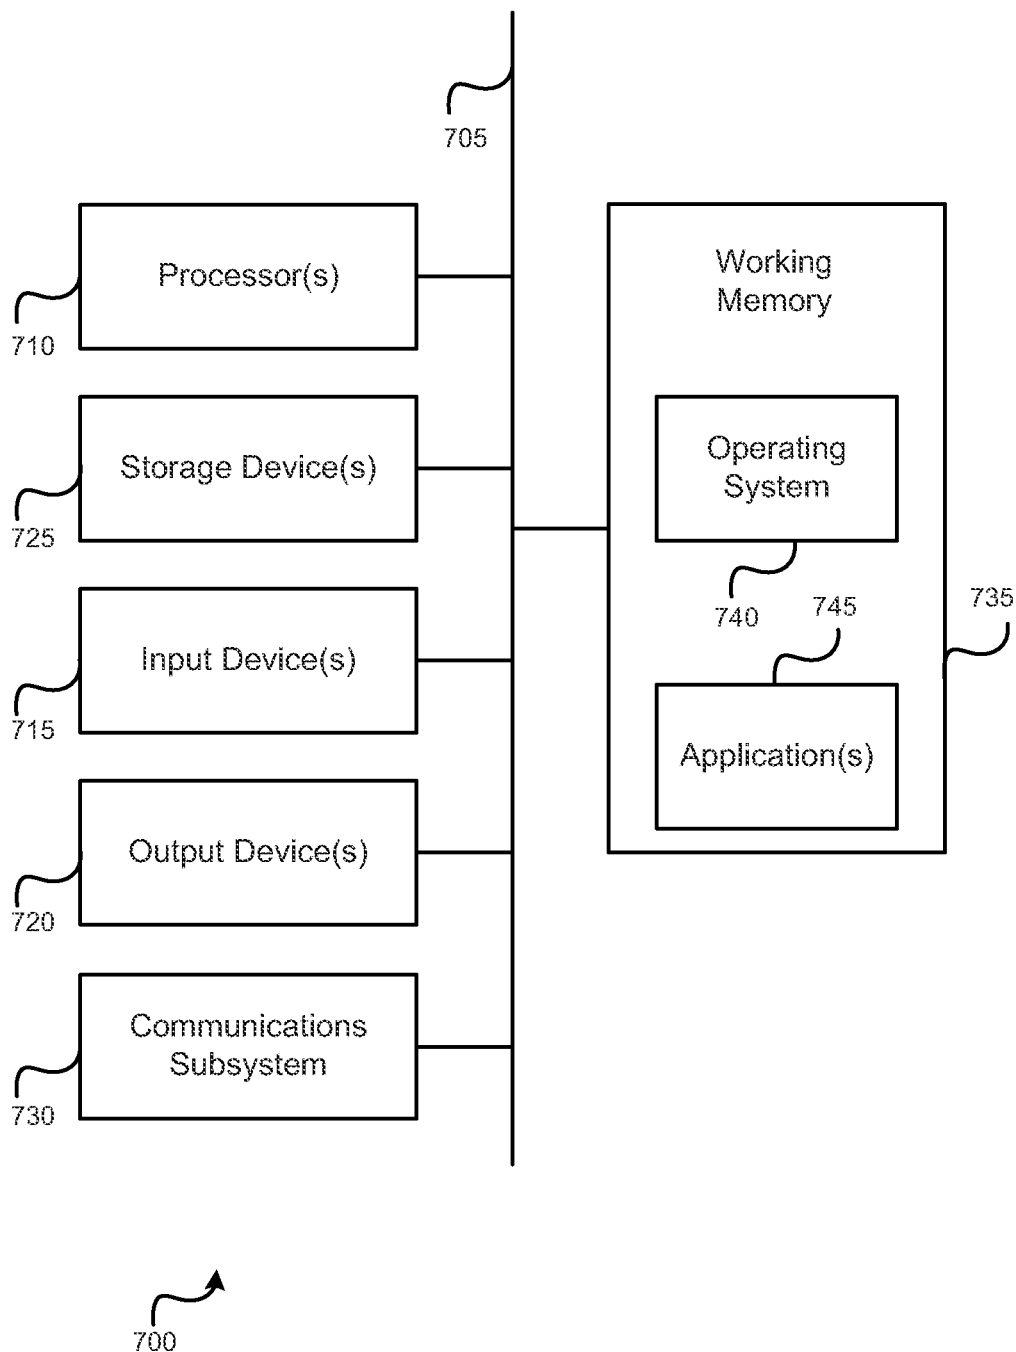 705
Processor(s)
710
Storage Device(s)
725
Input Device(s)
715
Output Device(s)
720
Communications
Subsystem
730
Working
Memory
Operating
System
740
745
735
Application(s)
700